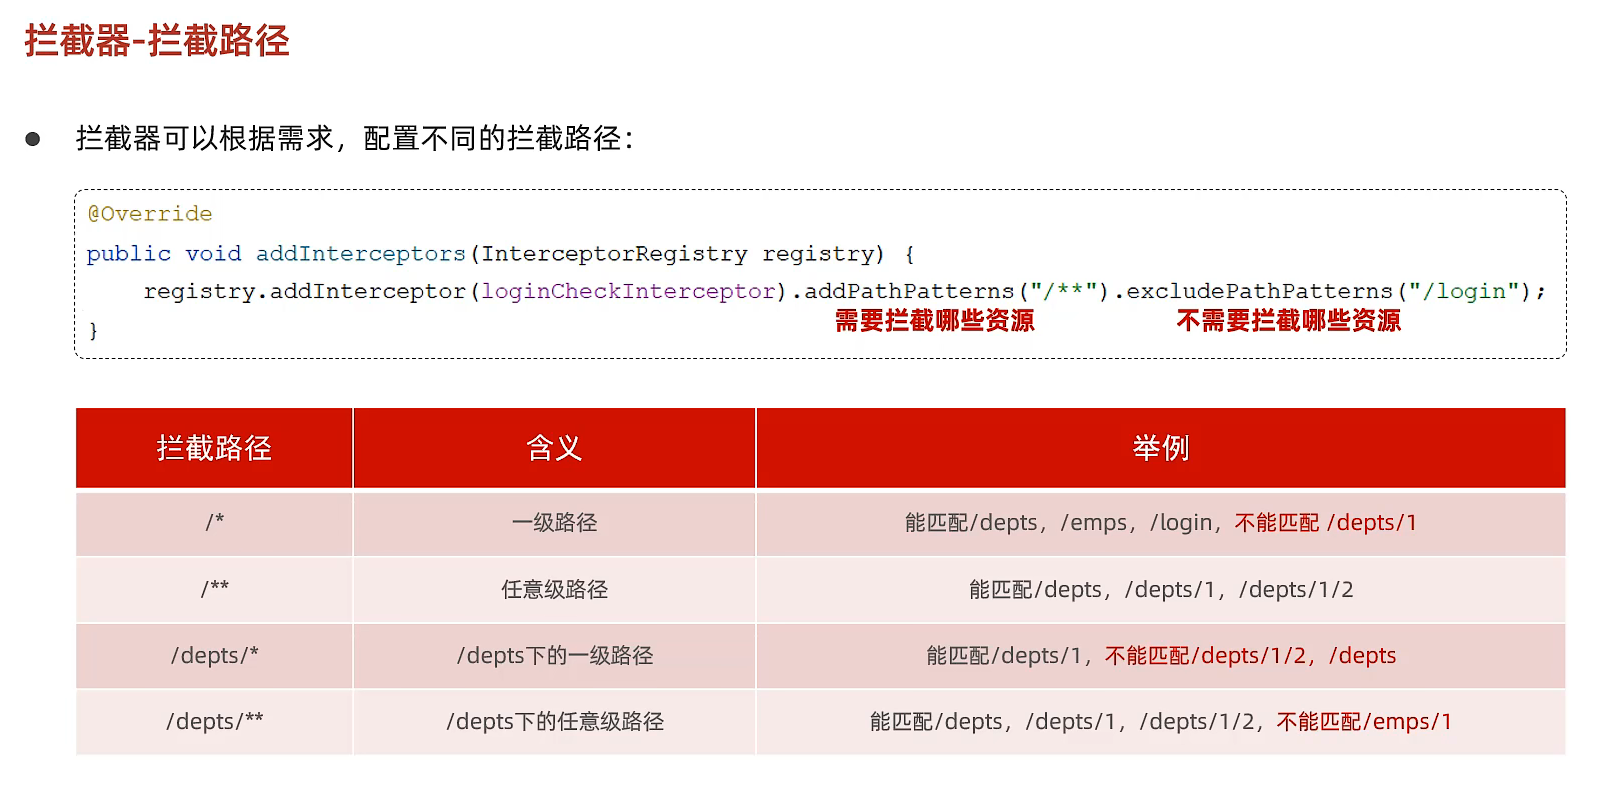 拦截器-拦截路径
● 拦截器可以根据需求，配置不同的拦截路径：
@Override
public void addInterceptors(InterceptorRegistry registry) {
registry.addInterceptor(loginCheckInterceptor).addPathPatterns("/**").excludePathPatterns("/login");
需要拦截哪些资源 不需要拦截哪些资源
}
拦截路径 含义 举例
/* 一级路径 能匹配/depts，/emps，/login，不能匹配 /depts/1
/** 任意级路径 能匹配/depts，/depts/1，/depts/1/2
/depts/* /depts下的一级路径 能匹配/depts/1，不能匹配/depts/1/2，/depts
/depts/** /depts下的任意级路径 能匹配/depts，/depts/1，/depts/1/2，不能匹配/emps/1